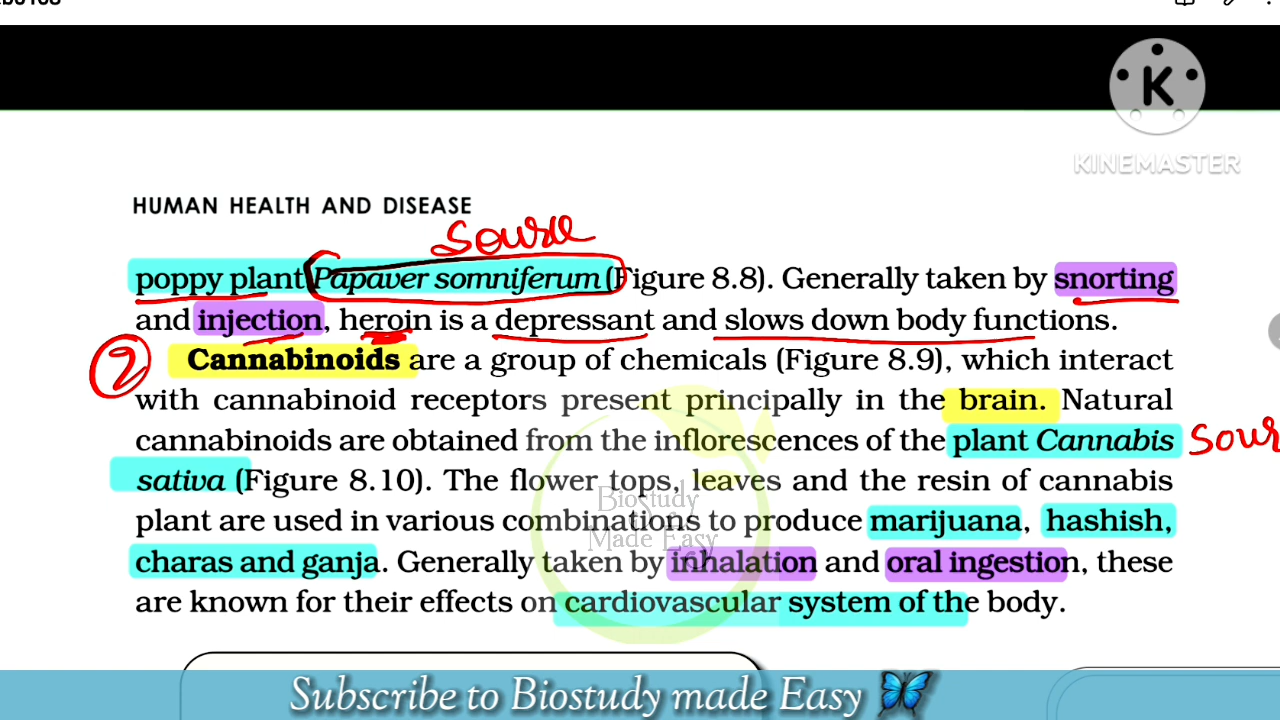 K
KINEMASTER
HUMAN HEALTH AND DISEASE
Source
poppy plant Papaver somniferum (Figure 8.8). Generally taken by snorting
and injection, heroin is a depressant and slows down body functions.
2
Cannabinoids are a group of chemicals (Figure 8.9), which interact
with cannabinoid receptors present principally in the brain. Natural
cannabinoids are obtained from the inflorescences of the plant Cannabis
sativa (Figure 8.10). The flower tops, leaves and the resin of cannabis
plant are used in various combinations to produce marijuana, hashish,
charas and ganja. Generally taken by inhalation and oral ingestion, these
are known for their effects on cardiovascular system of the body.
Sour
Biostudy
Made Easy
Subscribe to Biostudy made Easy